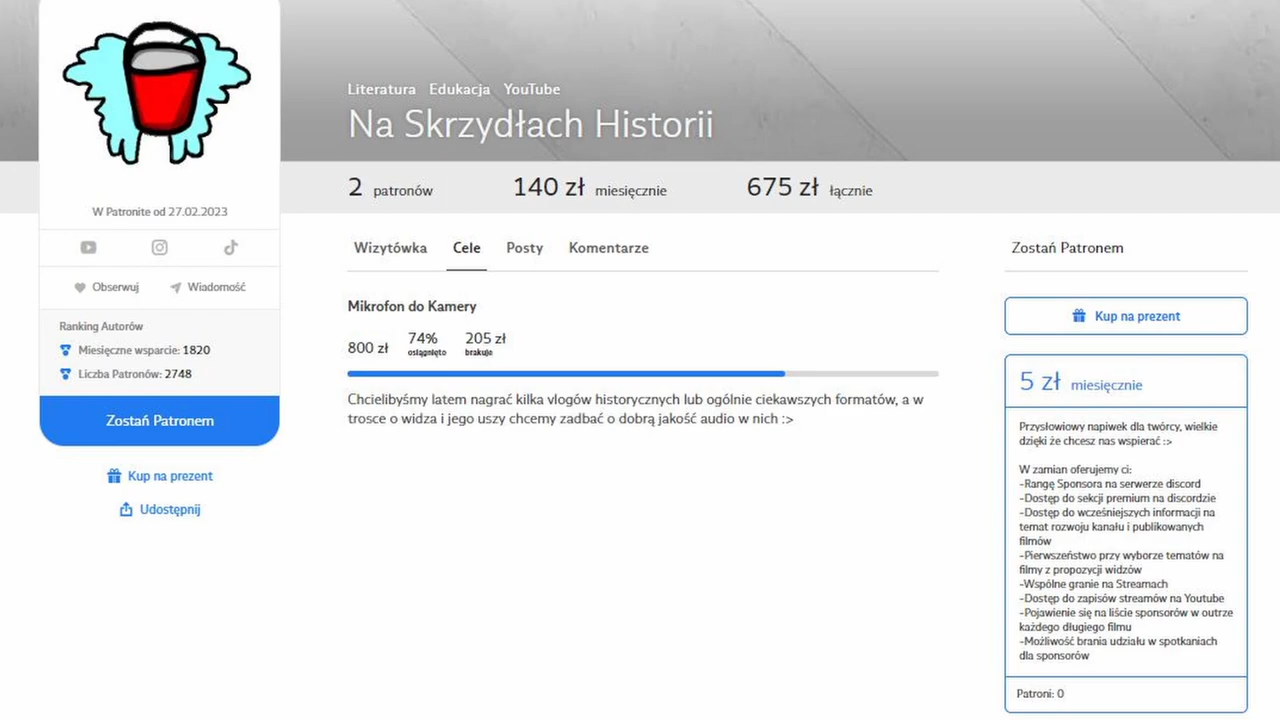 Literatura Edukacja YouTube
Na Skrzydłach Historii
2 patronów 140 zł miesięcznie 675 zł łącznie
W Patronite od 27.02.2023
Obserwuj Wiadomość
Ranking Autorów
Miesięczne wsparcie: 1820
Liczba Patronów: 2748
Zostań Patronem
Kup na prezent
Udostępnij
Wizytówka Cele Posty Komentarze
Mikrofon do Kamery
800 zł 74% osiągnięto 205 zł brakuje
Chcielibyśmy latem nagrać kilka vlogów historycznych lub ogólnie ciekawszych formatów, a w
trosce o widza i jego uszy chcemy zadbać o dobrą jakość audio w nich :>
Zostań Patronem
Kup na prezent
5 zł miesięcznie
Przysłowiowy napiwek dla twórcy, wielkie
dzięki że chcesz nas wspierać :>
W zamian oferujemy ci:
-Rangę Sponsora na serwerze discord
-Dostęp do sekcji premium na discordzie
-Dostęp do wcześniejszych informacji na
temat rozwoju kanału i publikowanych
filmów
-Pierwszeństwo przy wyborze tematów na
filmy z propozycji widzów
-Wspólne granie na Streamach
-Dostęp do zapisów streamów na Youtube
-Pojawienie się na liście sponsorów w outrze
każdego długiego filmu
-Możliwość brania udziału w spotkaniach
dla sponsorów
Patroni: 0